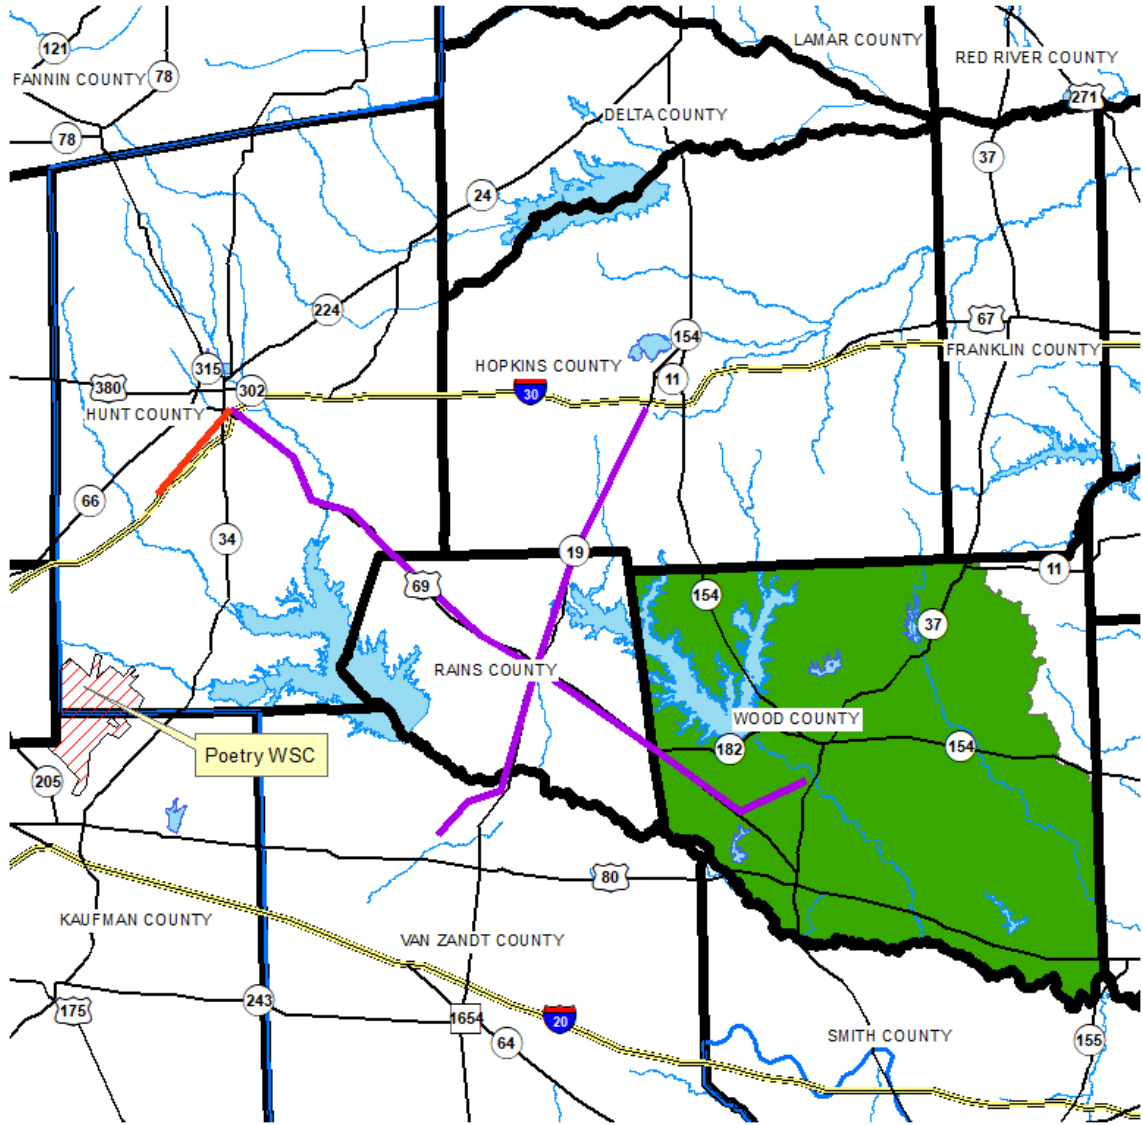 LAMAR COUNTY
121
RED RIVER COUNTY
FANNIN COUNTY
78
271
DELTA COUNTY
78
37
24
224
67
154
FRANKLIN COUNTY
315
HOPKINS COUNTY
11
380
302
30
HUNT COUNTY
66
34
19
11
69
154
37
RAINS COUNTY
WOOD COUNTY
182
154
Poetry WSC
205
80
KAUFMAN COUNTY
VAN ZANDT COUNTY
243
175
1654
20
64
SMITH COUNTY
155